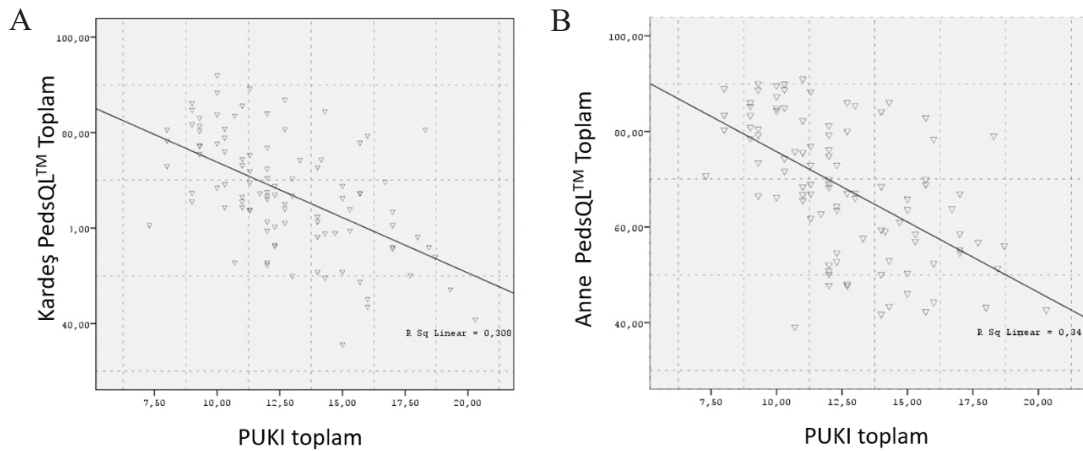 A
Kardeş PedsQL™ Toplam
100,00
80,00
1,00
40,00
R Sq Linear = 0,308
7,50 10,00 12,50 15,00 17,50 20,00
PUKI toplam
B
Anne PedsQL™ Toplam
100,00
80,00
60,00
40,00
R Sq Linear = 0,34
7,50 10,00 12,50 15,00 17,50 20,00
PUKI toplam